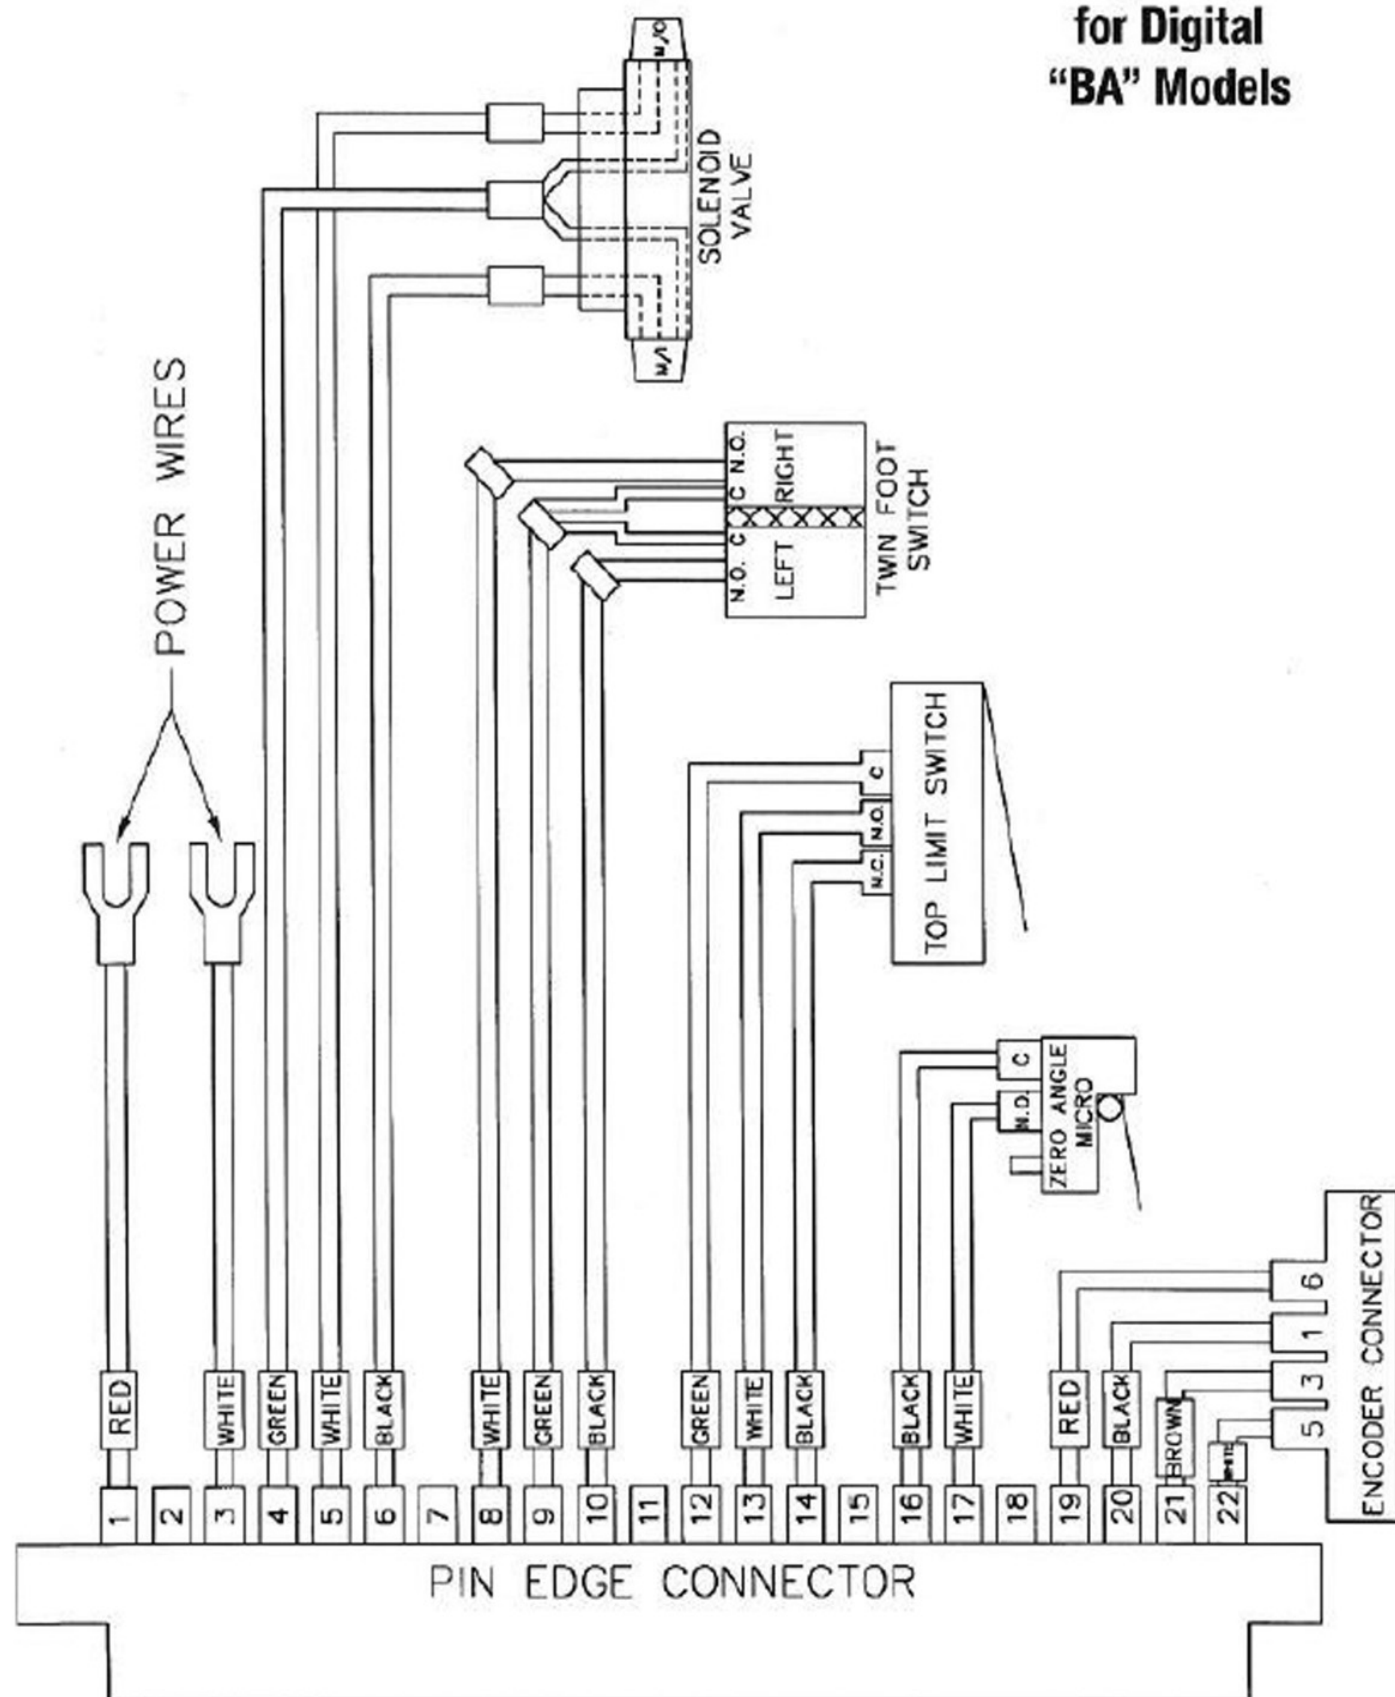 for Digital
“BA” Models
M/O
SOLENOID
VALVE
M/I
POWER WIRES
N.O.
C
RIGHT
C
N.O.
LEFT
TWIN FOOT
SWITCH
C
N.O.
N.C.
TOP LIMIT SWITCH
C
N.O.
ZERO ANGLE
MICRO
6
1
3
5
ENCODER CONNECTOR
RED
WHITE
GREEN
WHITE
BLACK
WHITE
GREEN
BLACK
GREEN
WHITE
BLACK
BLACK
WHITE
RED
BLACK
BROWN
WHITE
1 2 3 4 5 6 7 8 9 10 11 12 13 14 15 16 17 18 19 20 21 22
PIN EDGE CONNECTOR